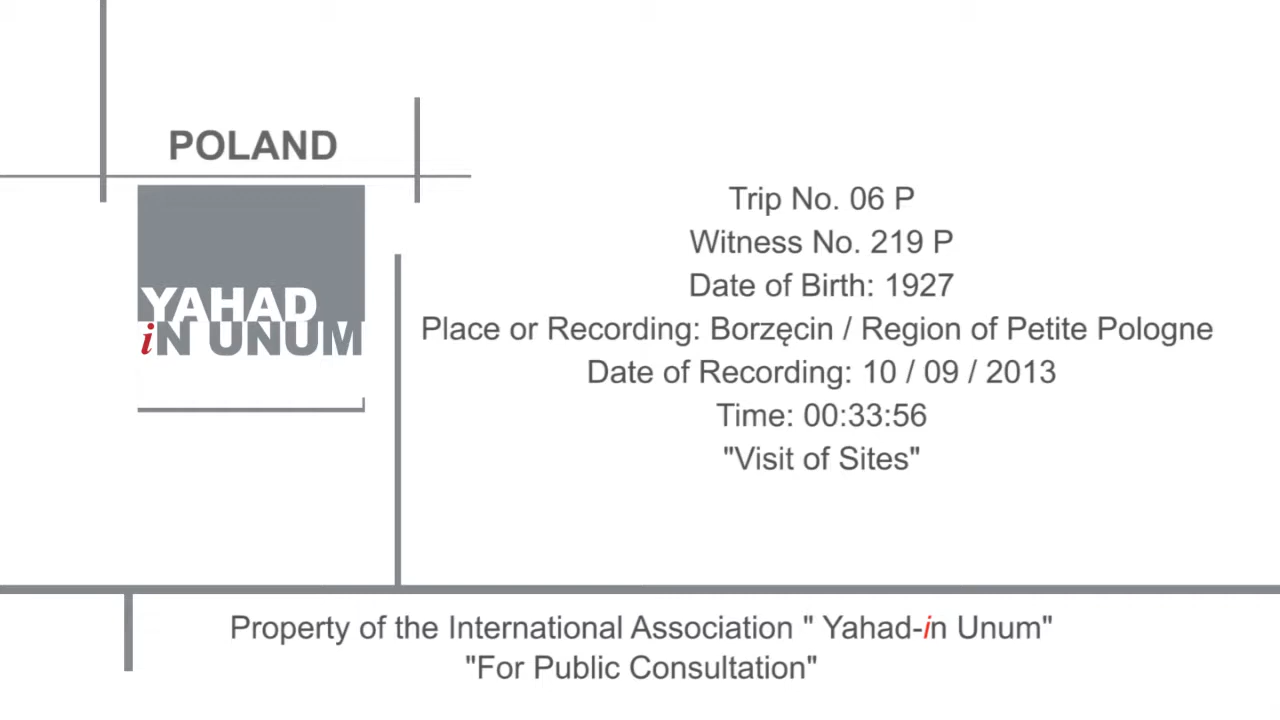 POLAND
YAHAD
iN UNUM
Trip No. 06 P
Witness No. 219 P
Date of Birth: 1927
Place or Recording: Borzęcin / Region of Petite Pologne
Date of Recording: 10 / 09 / 2013
Time: 00:33:56
"Visit of Sites"
Property of the International Association " Yahad-in Unum"
"For Public Consultation"